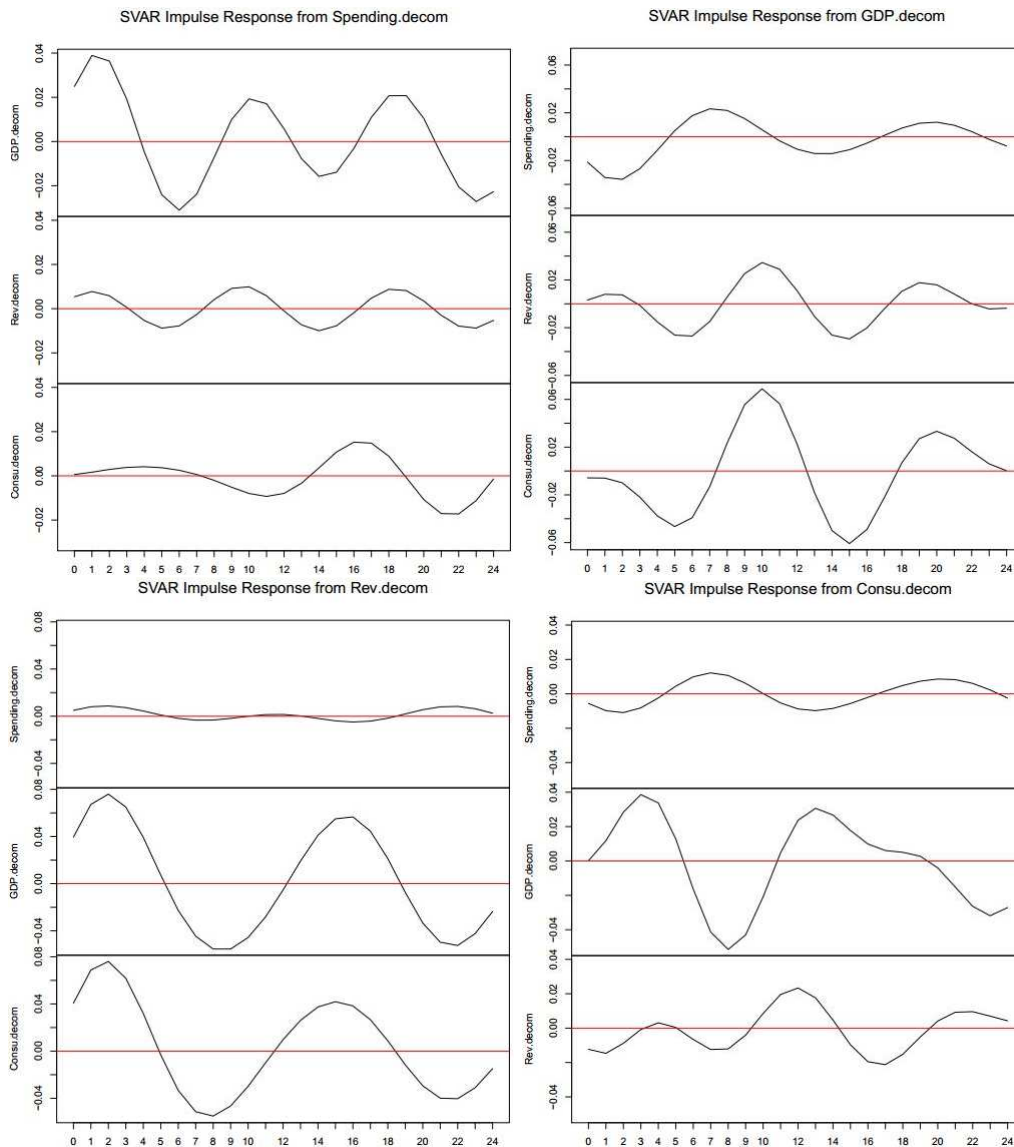 SVAR Impulse Response from Spending.decom
GDP.decom
−0.02 0.00 0.02 0.04
Rev.decom
−0.02 0.00 0.02 0.04
Consu.decom
−0.02 0.00 0.02 0.04
0 1 2 3 4 5 6 7 8 9 10 12 14 16 18 20 22 24
SVAR Impulse Response from GDP.decom
Spending.decom
−0.06 −0.02 0.02 0.06
Rev.decom
−0.06 −0.02 0.02 0.06
Consu.decom
−0.06 −0.02 0.02 0.06
0 1 2 3 4 5 6 7 8 9 10 12 14 16 18 20 22 24
SVAR Impulse Response from Rev.decom
Spending.decom
−0.04 0.00 0.04 0.08
GDP.decom
−0.04 0.00 0.04 0.08
Consu.decom
−0.04 0.00 0.04 0.08
0 1 2 3 4 5 6 7 8 9 10 12 14 16 18 20 22 24
SVAR Impulse Response from Consu.decom
Spending.decom
−0.04 0.00 0.02 0.04
GDP.decom
−0.04 0.00 0.02 0.04
Rev.decom
−0.04 0.00 0.02 0.04
0 1 2 3 4 5 6 7 8 9 10 12 14 16 18 20 22 24